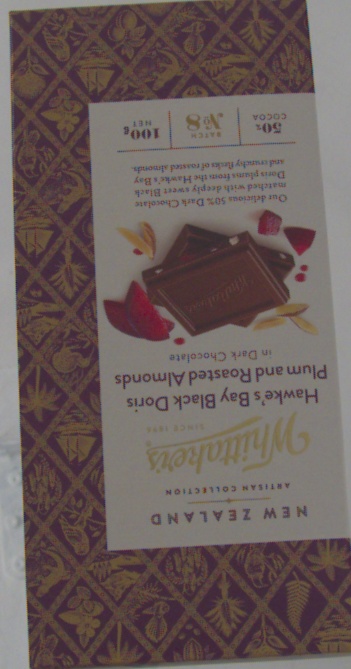 NEW ZEALAND
ARTISAN COLLECTION
Whittaker's
SINCE 1896
Hawke's Bay Black Doris
Plum and Roasted Almonds
in Dark Chocolate
Whittaker's
Our delicious 50% Dark Chocolate
matched with deeply sweet Black
Doris plums from the Hawke's Bay
and crunchy flecks of roasted almonds.
50% COCOA
BATCH Nº8
100g NET